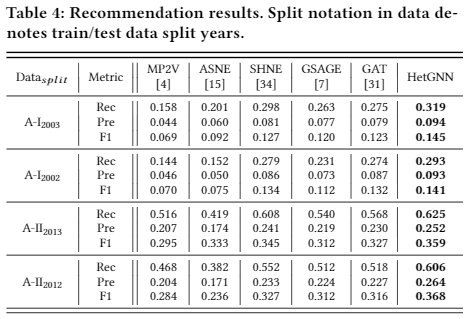 Table 4: Recommendation results. Split notation in data de-
notes train/test data split years.
Data_split Metric MP2V [4] ASNE [15] SHNE [34] GSAGE [7] GAT [31] HetGNN
A-I_2003 Rec 0.158 0.201 0.298 0.263 0.275 0.319
Pre 0.044 0.060 0.081 0.077 0.079 0.094
F1 0.069 0.092 0.127 0.120 0.123 0.145
A-I_2002 Rec 0.144 0.152 0.279 0.231 0.274 0.293
Pre 0.046 0.050 0.086 0.073 0.087 0.093
F1 0.070 0.075 0.134 0.112 0.132 0.141
A-II_2013 Rec 0.516 0.419 0.608 0.540 0.568 0.625
Pre 0.207 0.174 0.241 0.219 0.230 0.252
F1 0.295 0.333 0.345 0.312 0.327 0.359
A-II_2012 Rec 0.468 0.382 0.552 0.512 0.518 0.606
Pre 0.204 0.171 0.233 0.224 0.227 0.264
F1 0.284 0.236 0.327 0.312 0.316 0.368